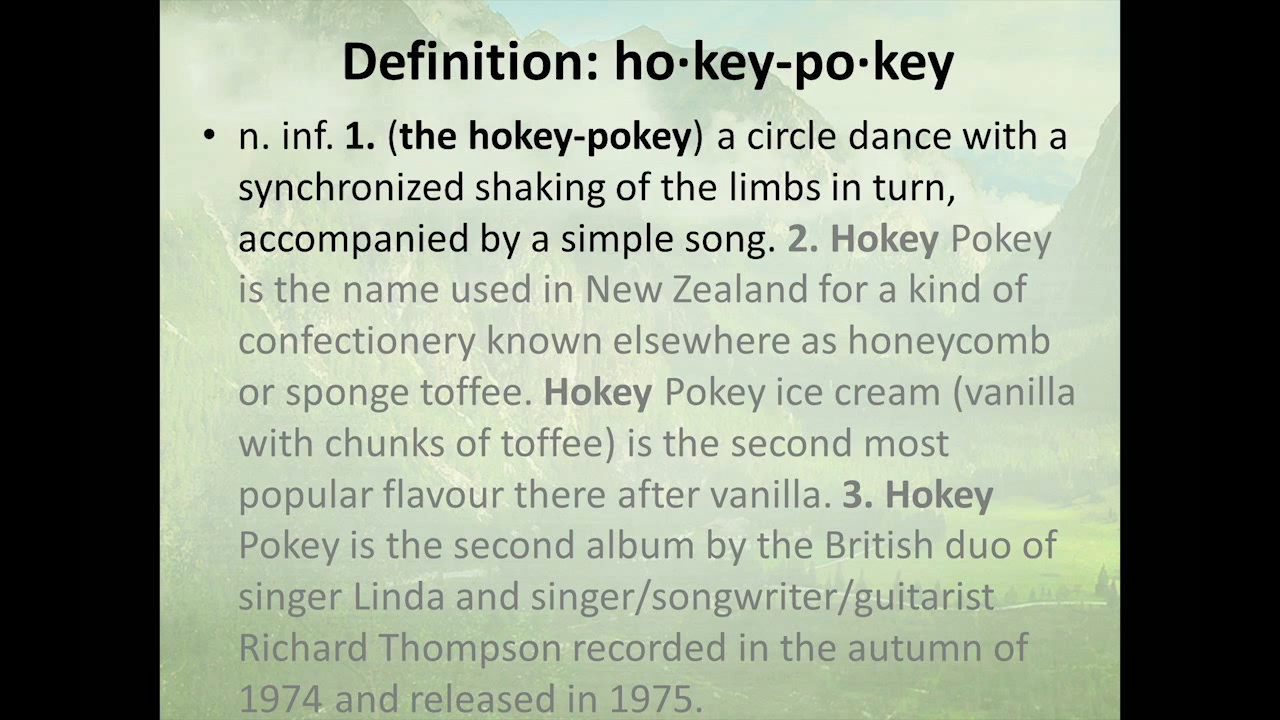 Definition: ho·key-po·key
• n. inf. 1. (the hokey-pokey) a circle dance with a
synchronized shaking of the limbs in turn,
accompanied by a simple song. 2. Hokey Pokey
is the name used in New Zealand for a kind of
confectionery known elsewhere as honeycomb
or sponge toffee. Hokey Pokey ice cream (vanilla
with chunks of toffee) is the second most
popular flavour there after vanilla. 3. Hokey
Pokey is the second album by the British duo of
singer Linda and singer/songwriter/guitarist
Richard Thompson recorded in the autumn of
1974 and released in 1975.